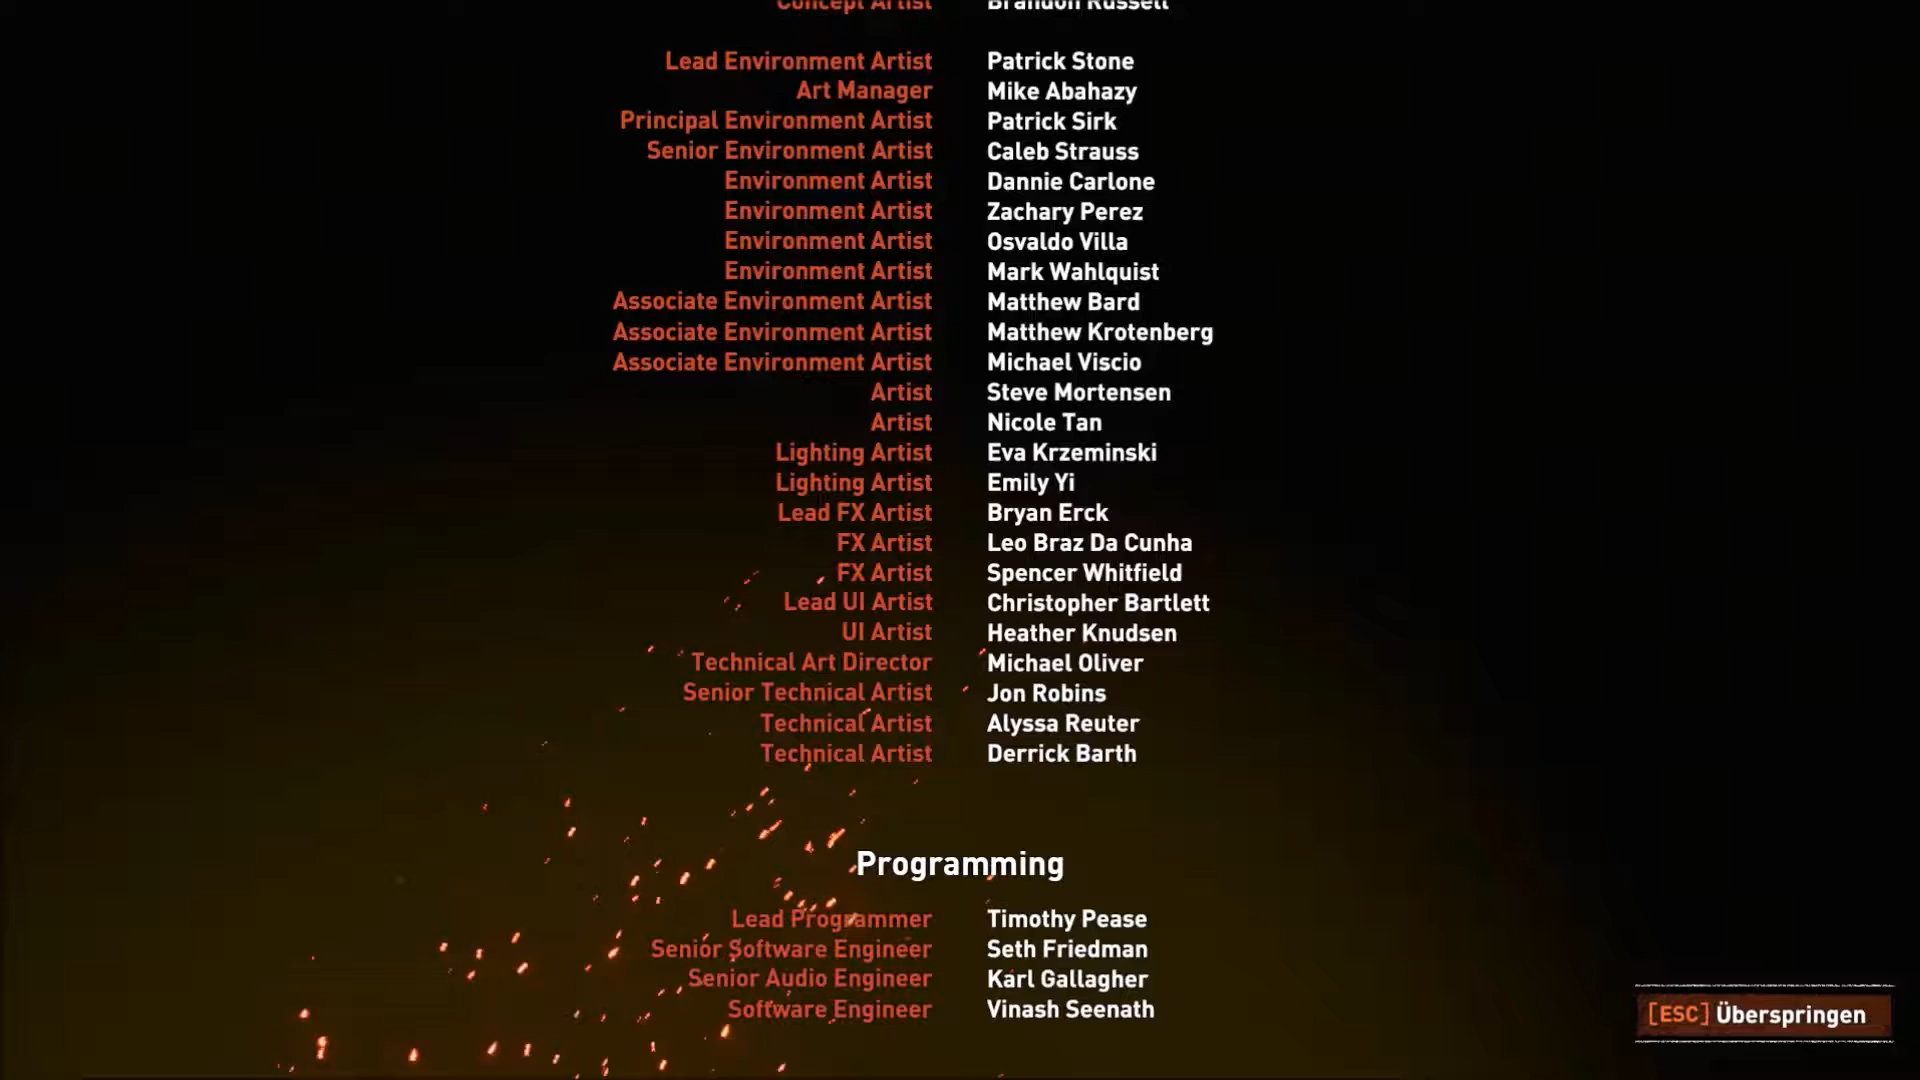 Concept Artist Brandon Russell
Lead Environment Artist Patrick Stone
Art Manager Mike Abahazy
Principal Environment Artist Patrick Sirk
Senior Environment Artist Caleb Strauss
Environment Artist Dannie Carlone
Environment Artist Zachary Perez
Environment Artist Osvaldo Villa
Environment Artist Mark Wahlquist
Associate Environment Artist Matthew Bard
Associate Environment Artist Matthew Krotenberg
Associate Environment Artist Michael Viscio
Artist Steve Mortensen
Artist Nicole Tan
Lighting Artist Eva Krzeminski
Lighting Artist Emily Yi
Lead FX Artist Bryan Erck
FX Artist Leo Braz Da Cunha
FX Artist Spencer Whitfield
Lead UI Artist Christopher Bartlett
UI Artist Heather Knudsen
Technical Art Director Michael Oliver
Senior Technical Artist Jon Robins
Technical Artist Alyssa Reuter
Technical Artist Derrick Barth
Programming
Lead Programmer Timothy Pease
Senior Software Engineer Seth Friedman
Senior Audio Engineer Karl Gallagher
Software Engineer Vinash Seenath
[ESC] Überspringen